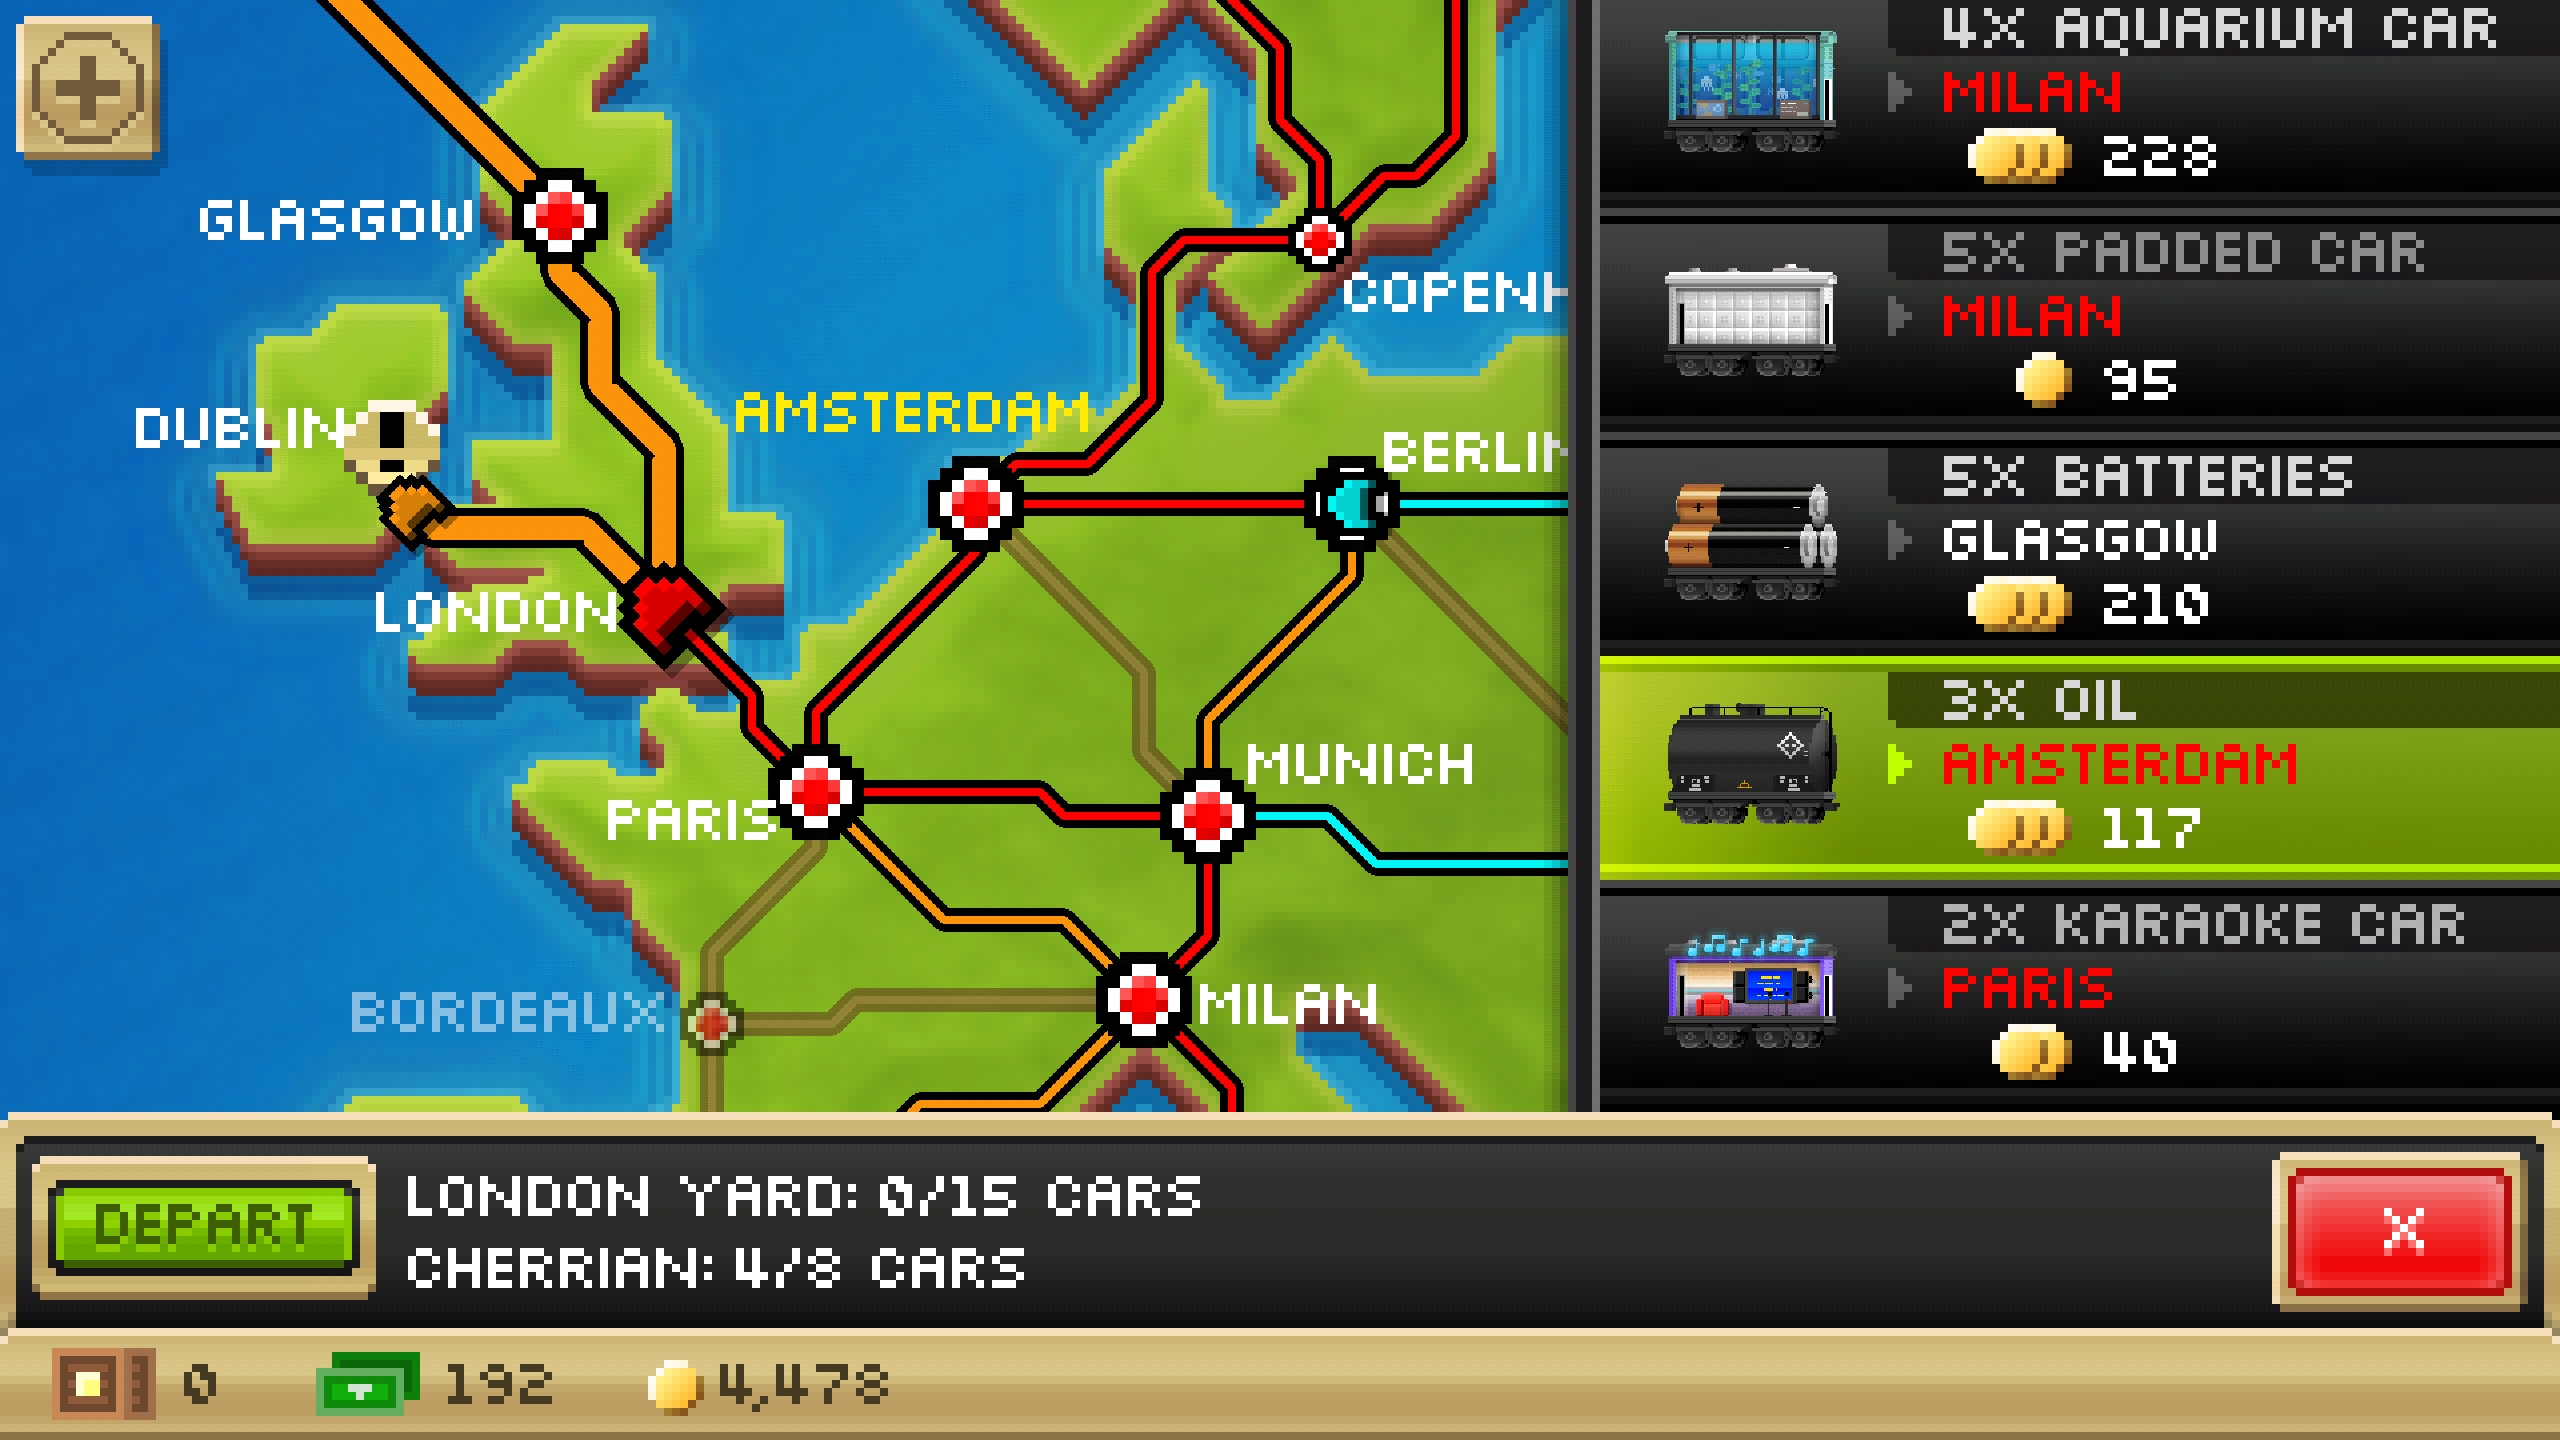 GLASGOW
COPENH
DUBLIN
AMSTERDAM
BERLIN
LONDON
MUNICH
PARIS
BORDEAUX
MILAN
4X AQUARIUM CAR
MILAN
228
5X PADDED CAR
MILAN
95
5X BATTERIES
GLASGOW
210
3X OIL
AMSTERDAM
117
2X KARAOKE CAR
PARIS
40
DEPART
LONDON YARD: 0/15 CARS
CHERRIAN: 4/8 CARS
X
0
192
4,478